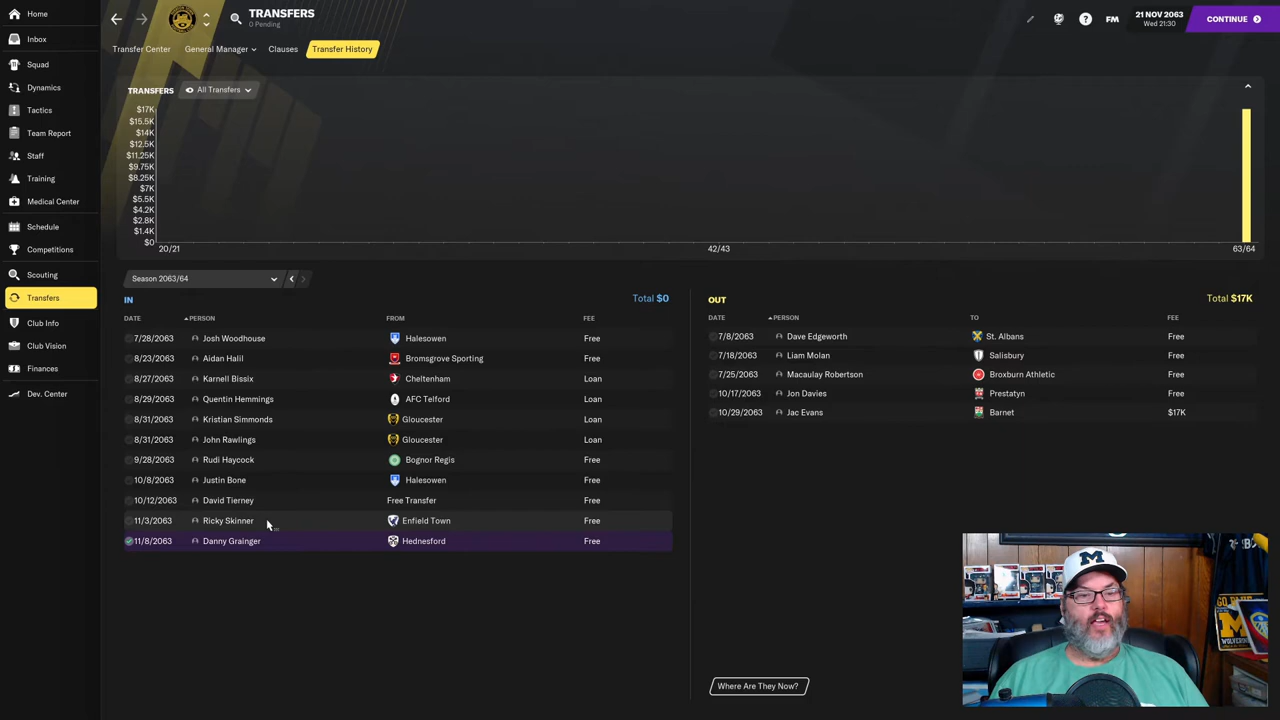 Home
TRANSFERS
0 Pending
FM
21 NOV 2063
Wed 21:30
CONTINUE
Inbox
Transfer Center
General Manager
Clauses
Transfer History
Squad
Dynamics
TRANSFERS
All Transfers
Tactics
Team Report
Staff
Training
Medical Center
Schedule
Competitions
Scouting
Transfers
Club Info
Club Vision
Finances
Dev. Center
$17K
$15.5K
$14K
$12.5K
$11.25K
$9.75K
$8.25K
$7K
$5.5K
$4.2K
$2.8K
$1.4K
$0
20/21
42/43
63/64
Season 2063/64
IN
Total $0
DATE PERSON FROM FEE
7/28/2063 Josh Woodhouse Halesowen Free
8/23/2063 Aidan Halil Bromsgrove Sporting Free
8/27/2063 Karnell Bissix Cheltenham Loan
8/29/2063 Quentin Hemmings AFC Telford Loan
8/31/2063 Kristian Simmonds Gloucester Loan
8/31/2063 John Rawlings Gloucester Loan
9/28/2063 Rudi Haycock Bognor Regis Free
10/8/2063 Justin Bone Halesowen Free
10/12/2063 David Tierney Free Transfer Free
11/3/2063 Ricky Skinner Enfield Town Free
11/8/2063 Danny Grainger Hednesford Free
OUT
Total $17K
DATE PERSON TO FEE
7/8/2063 Dave Edgeworth St. Albans Free
7/18/2063 Liam Molan Salisbury Free
7/25/2063 Macaulay Robertson Broxburn Athletic Free
10/17/2063 Jon Davies Prestatyn Free
10/29/2063 Jac Evans Barnet $17K
Where Are They Now?
M
GO BLUE
M
WOLVERINES